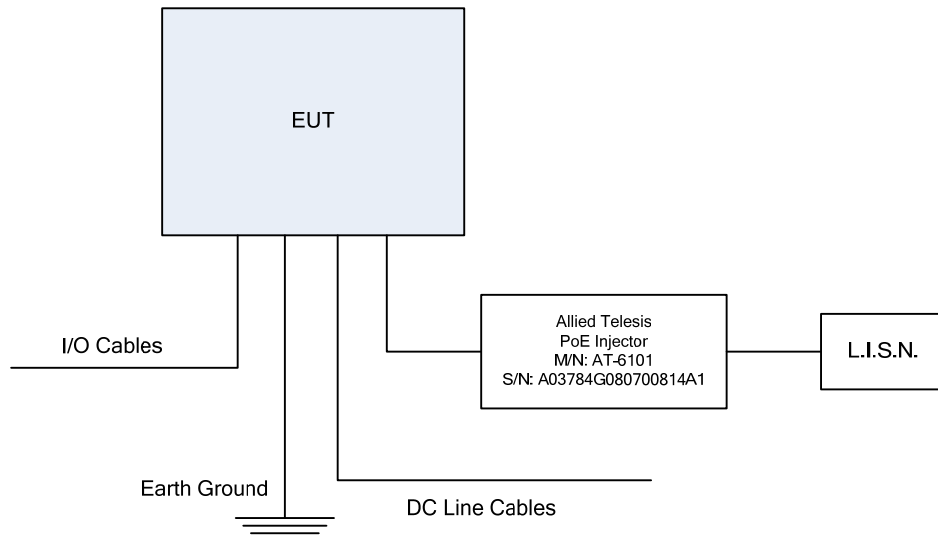 EUT
I/O Cables
Allied Telesis
PoE Injector
M/N: AT-6101
S/N: A03784G080700814A1
L.I.S.N.
Earth Ground
DC Line Cables